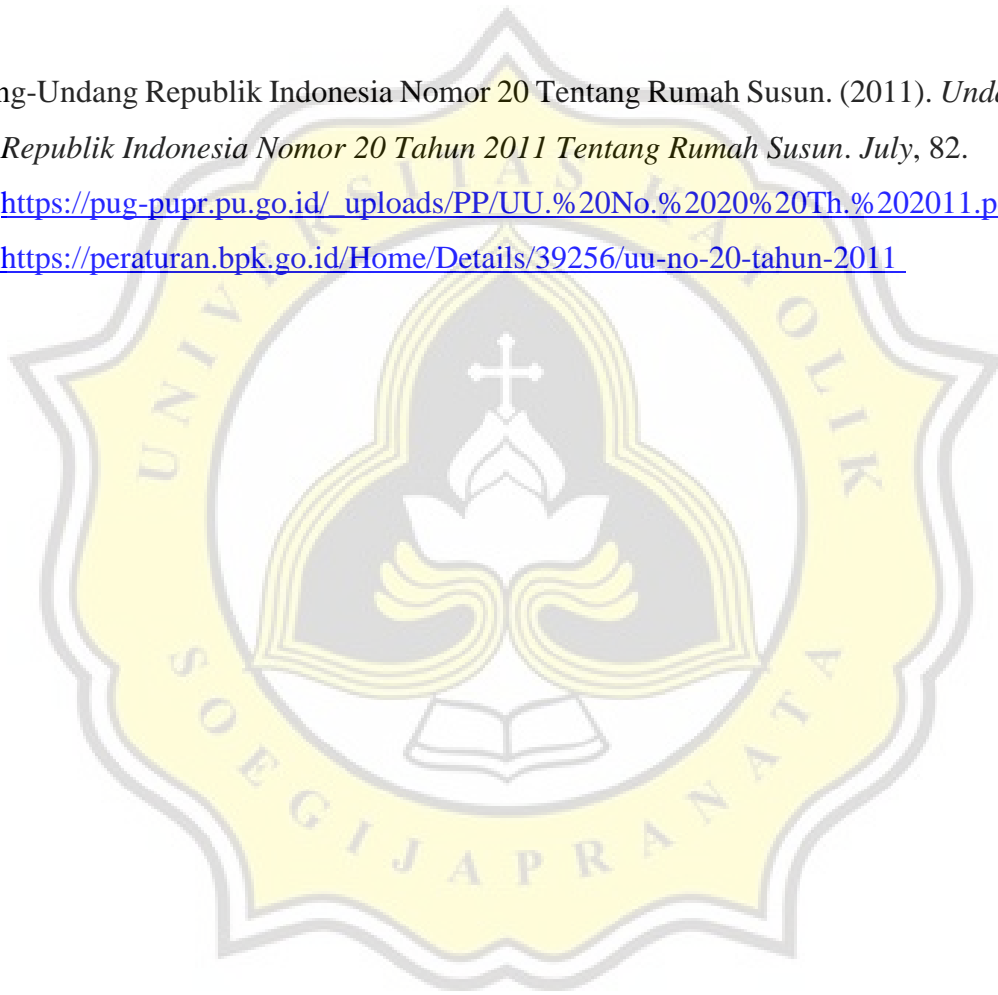 ng-Undang Republik Indonesia Nomor 20 Tentang Rumah Susun. (2011). Unda
Republik Indonesia Nomor 20 Tahun 2011 Tentang Rumah Susun. July, 82.
https://pug-pupr.pu.go.id/_uploads/PP/UU.%20No.%2020%20Th.%202011.p
https://peraturan.bpk.go.id/Home/Details/39256/uu-no-20-tahun-2011
UNIVERSITAS KATOLIK
SOEGIJAPRANATA